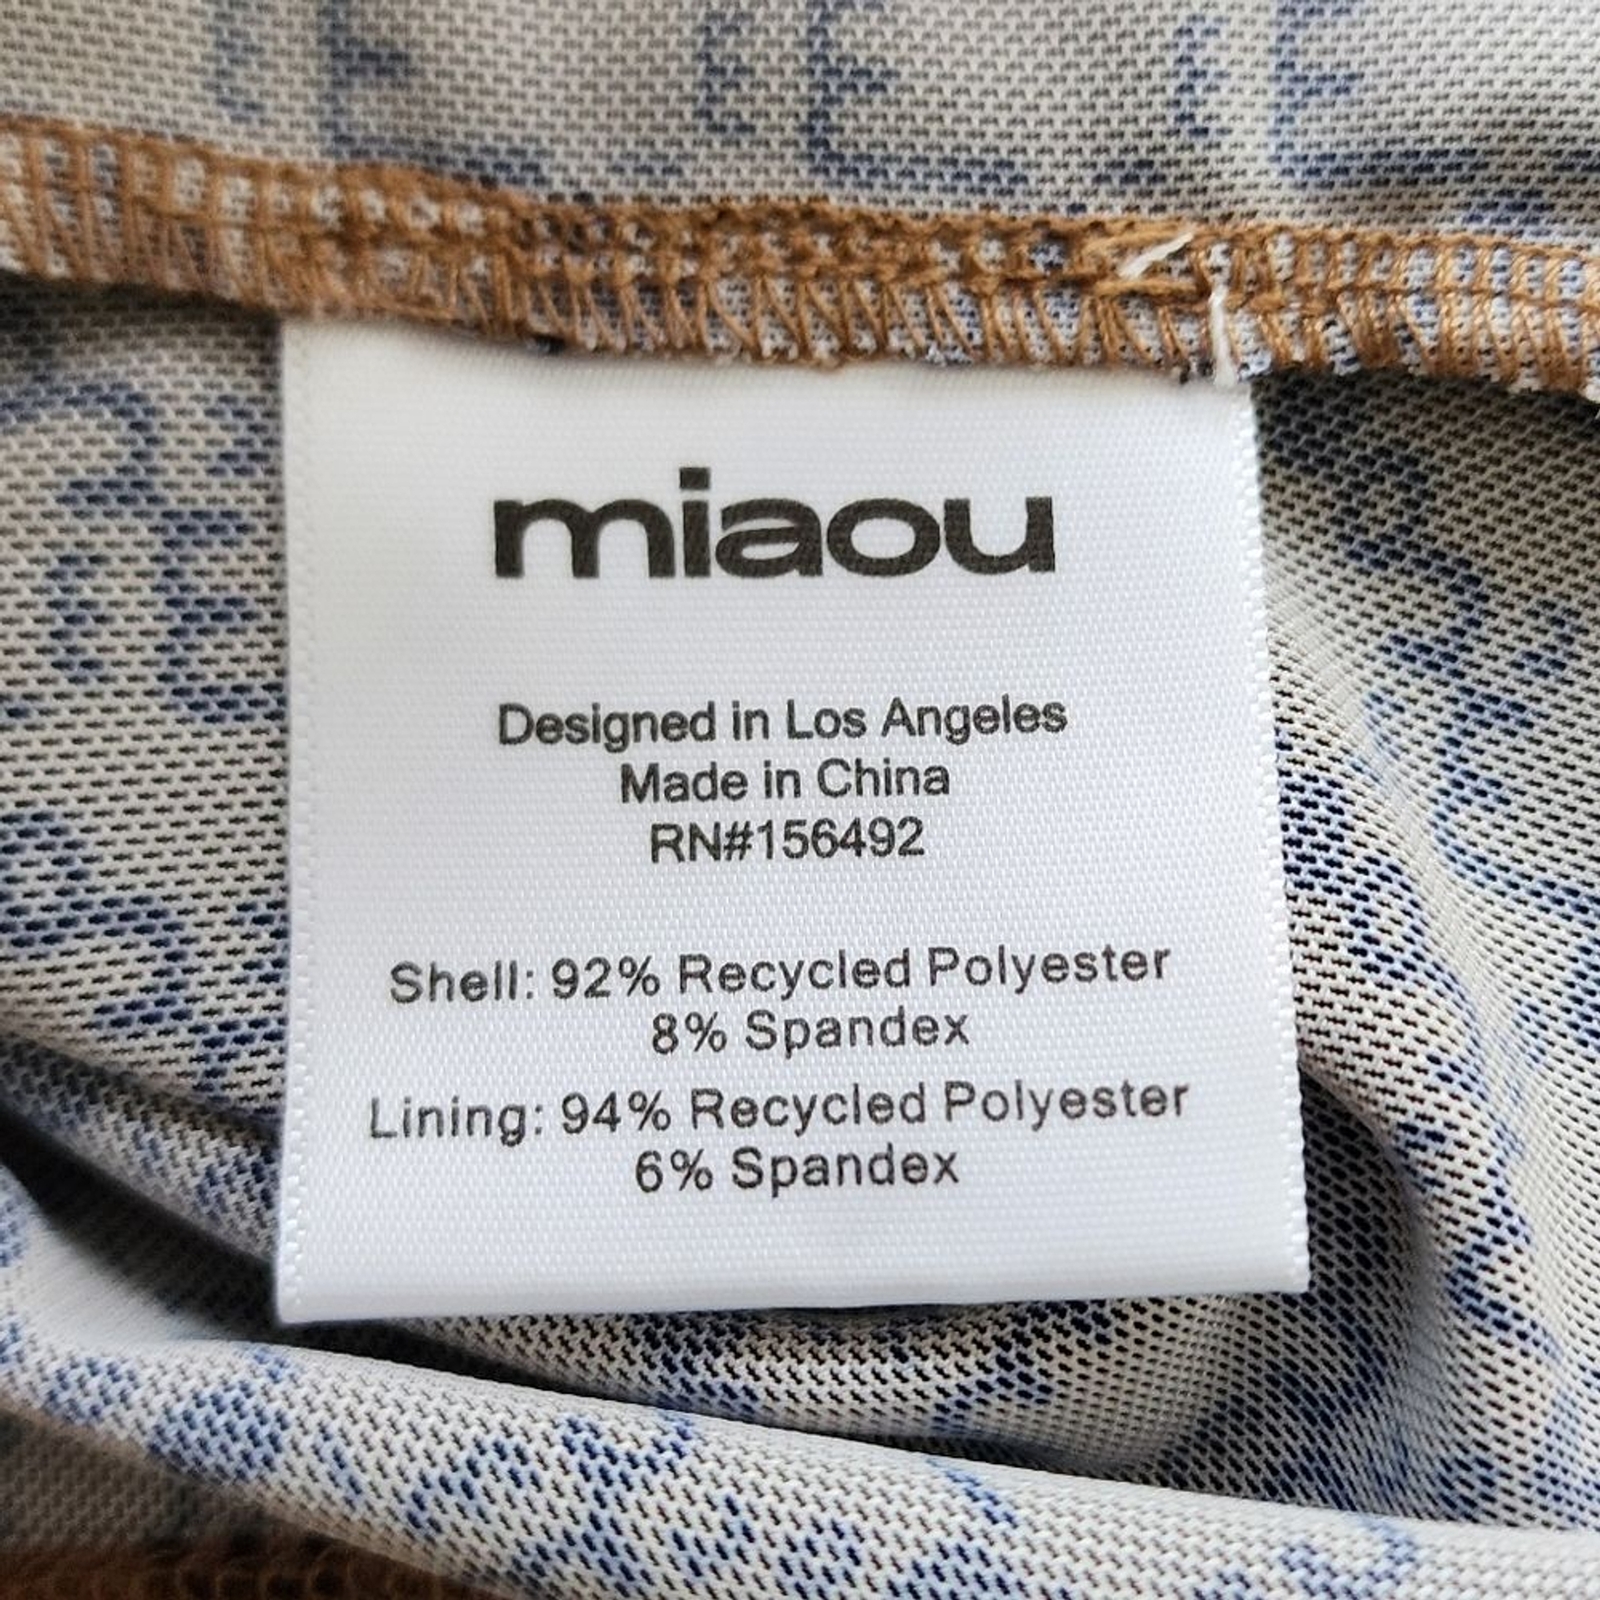 miaou
Designed in Los Angeles
Made in China
RN#156492
Shell: 92% Recycled Polyester
8% Spandex
Lining: 94% Recycled Polyester
6% Spandex